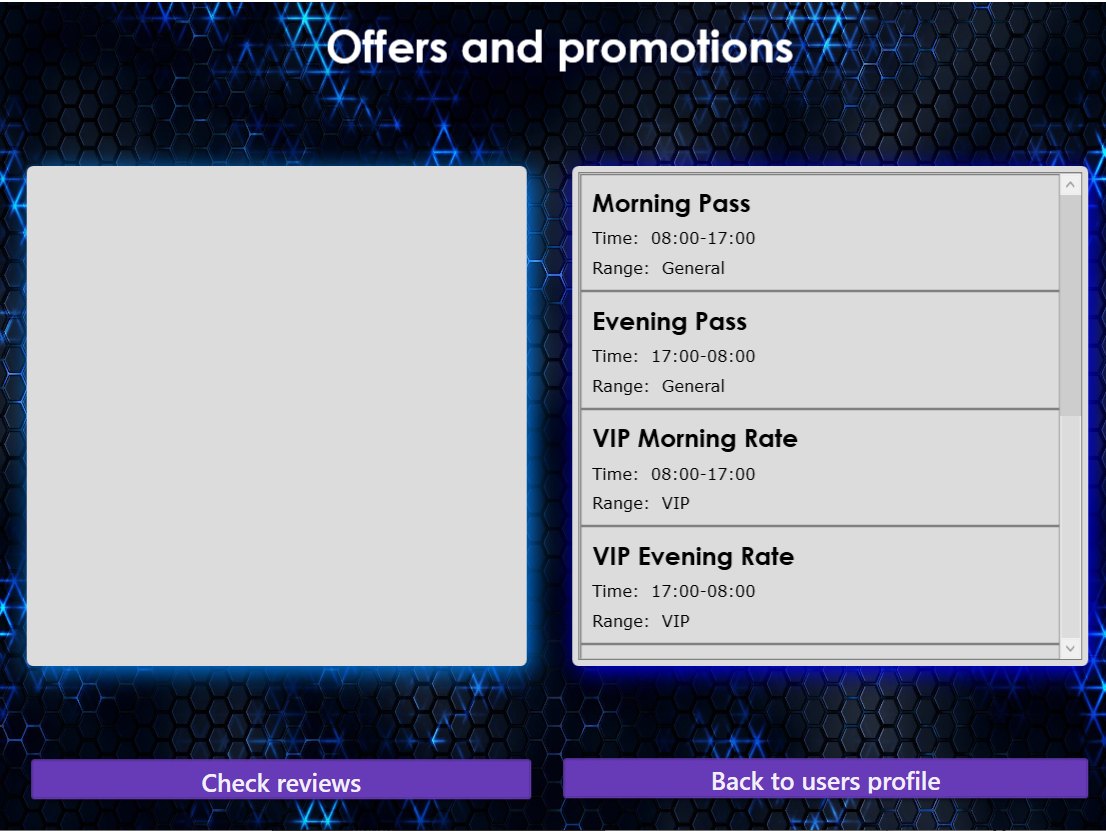 Offers and promotions
Morning Pass
Time: 08:00-17:00
Range: General
Evening Pass
Time: 17:00-08:00
Range: General
VIP Morning Rate
Time: 08:00-17:00
Range: VIP
VIP Evening Rate
Time: 17:00-08:00
Range: VIP
Check reviews
Back to users profile